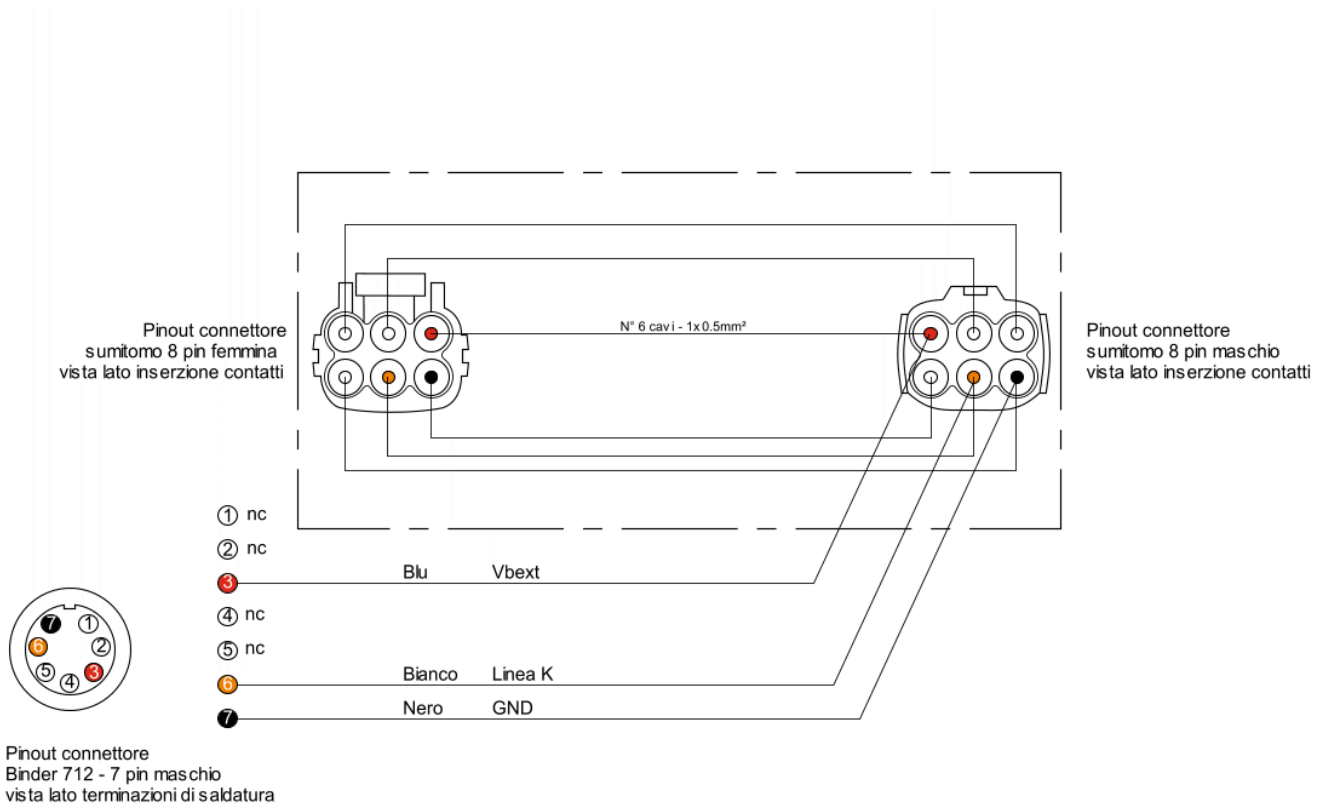 N° 6 cavi - 1x0.5mm²
Pinout connettore
sumitomo 8 pin femmina
vista lato inserzione contatti
Pinout connettore
sumitomo 8 pin maschio
vista lato inserzione contatti
1 nc
2 nc
3 Blu Vbext
4 nc
5 nc
6 Bianco Linea K
7 Nero GND
7 1
6 2
5 3
4
Pinout connettore
Binder 712 - 7 pin maschio
vista lato terminazioni di saldatura